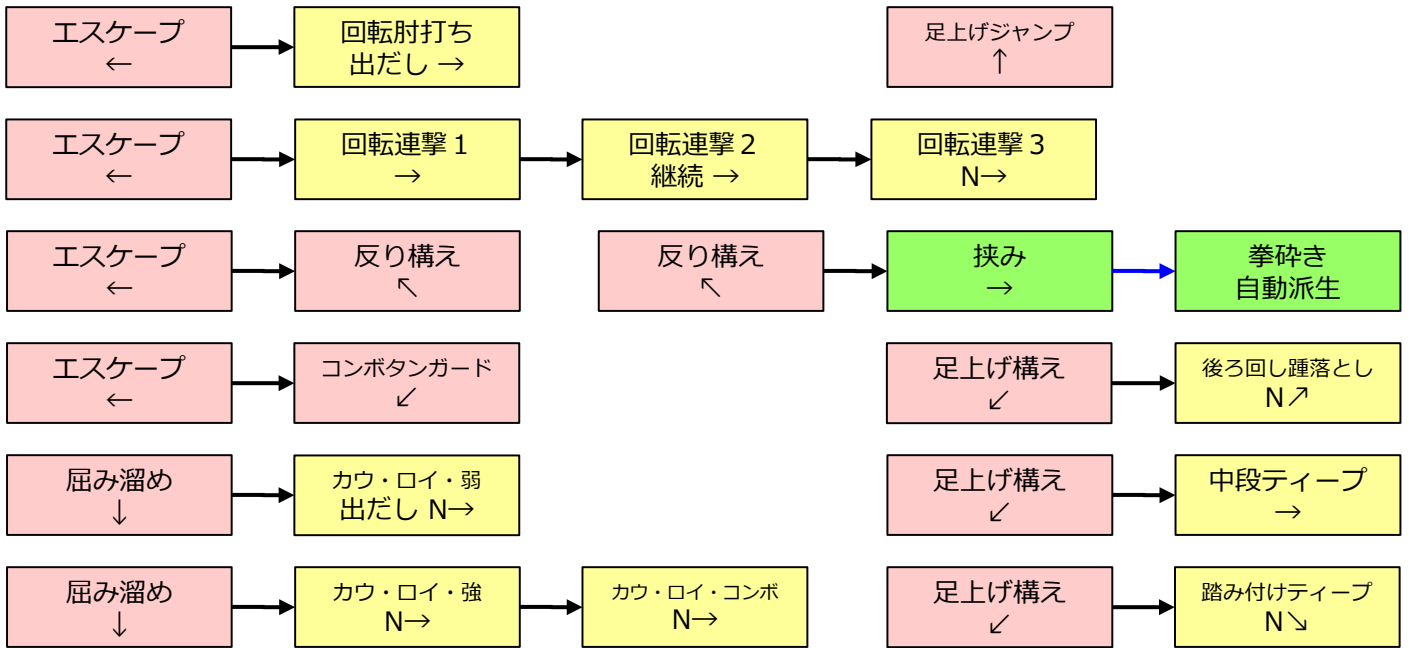 エスケープ
←
回転肘打ち
出だし →
足上げジャンプ
↑
エスケープ
←
回転連撃１
→
回転連撃２
継続 →
回転連撃３
N→
エスケープ
←
反り構え
↖
反り構え
↖
挟み
→
拳砕き
自動派生
エスケープ
←
コンボタンガード
↙
足上げ構え
↙
後ろ回し踵落とし
N↗
屈み溜め
↓
カウ・ロイ・弱
出だし N→
足上げ構え
↙
中段ティープ
→
屈み溜め
↓
カウ・ロイ・強
N→
カウ・ロイ・コンボ
N→
足上げ構え
↙
踏み付けティープ
N↘